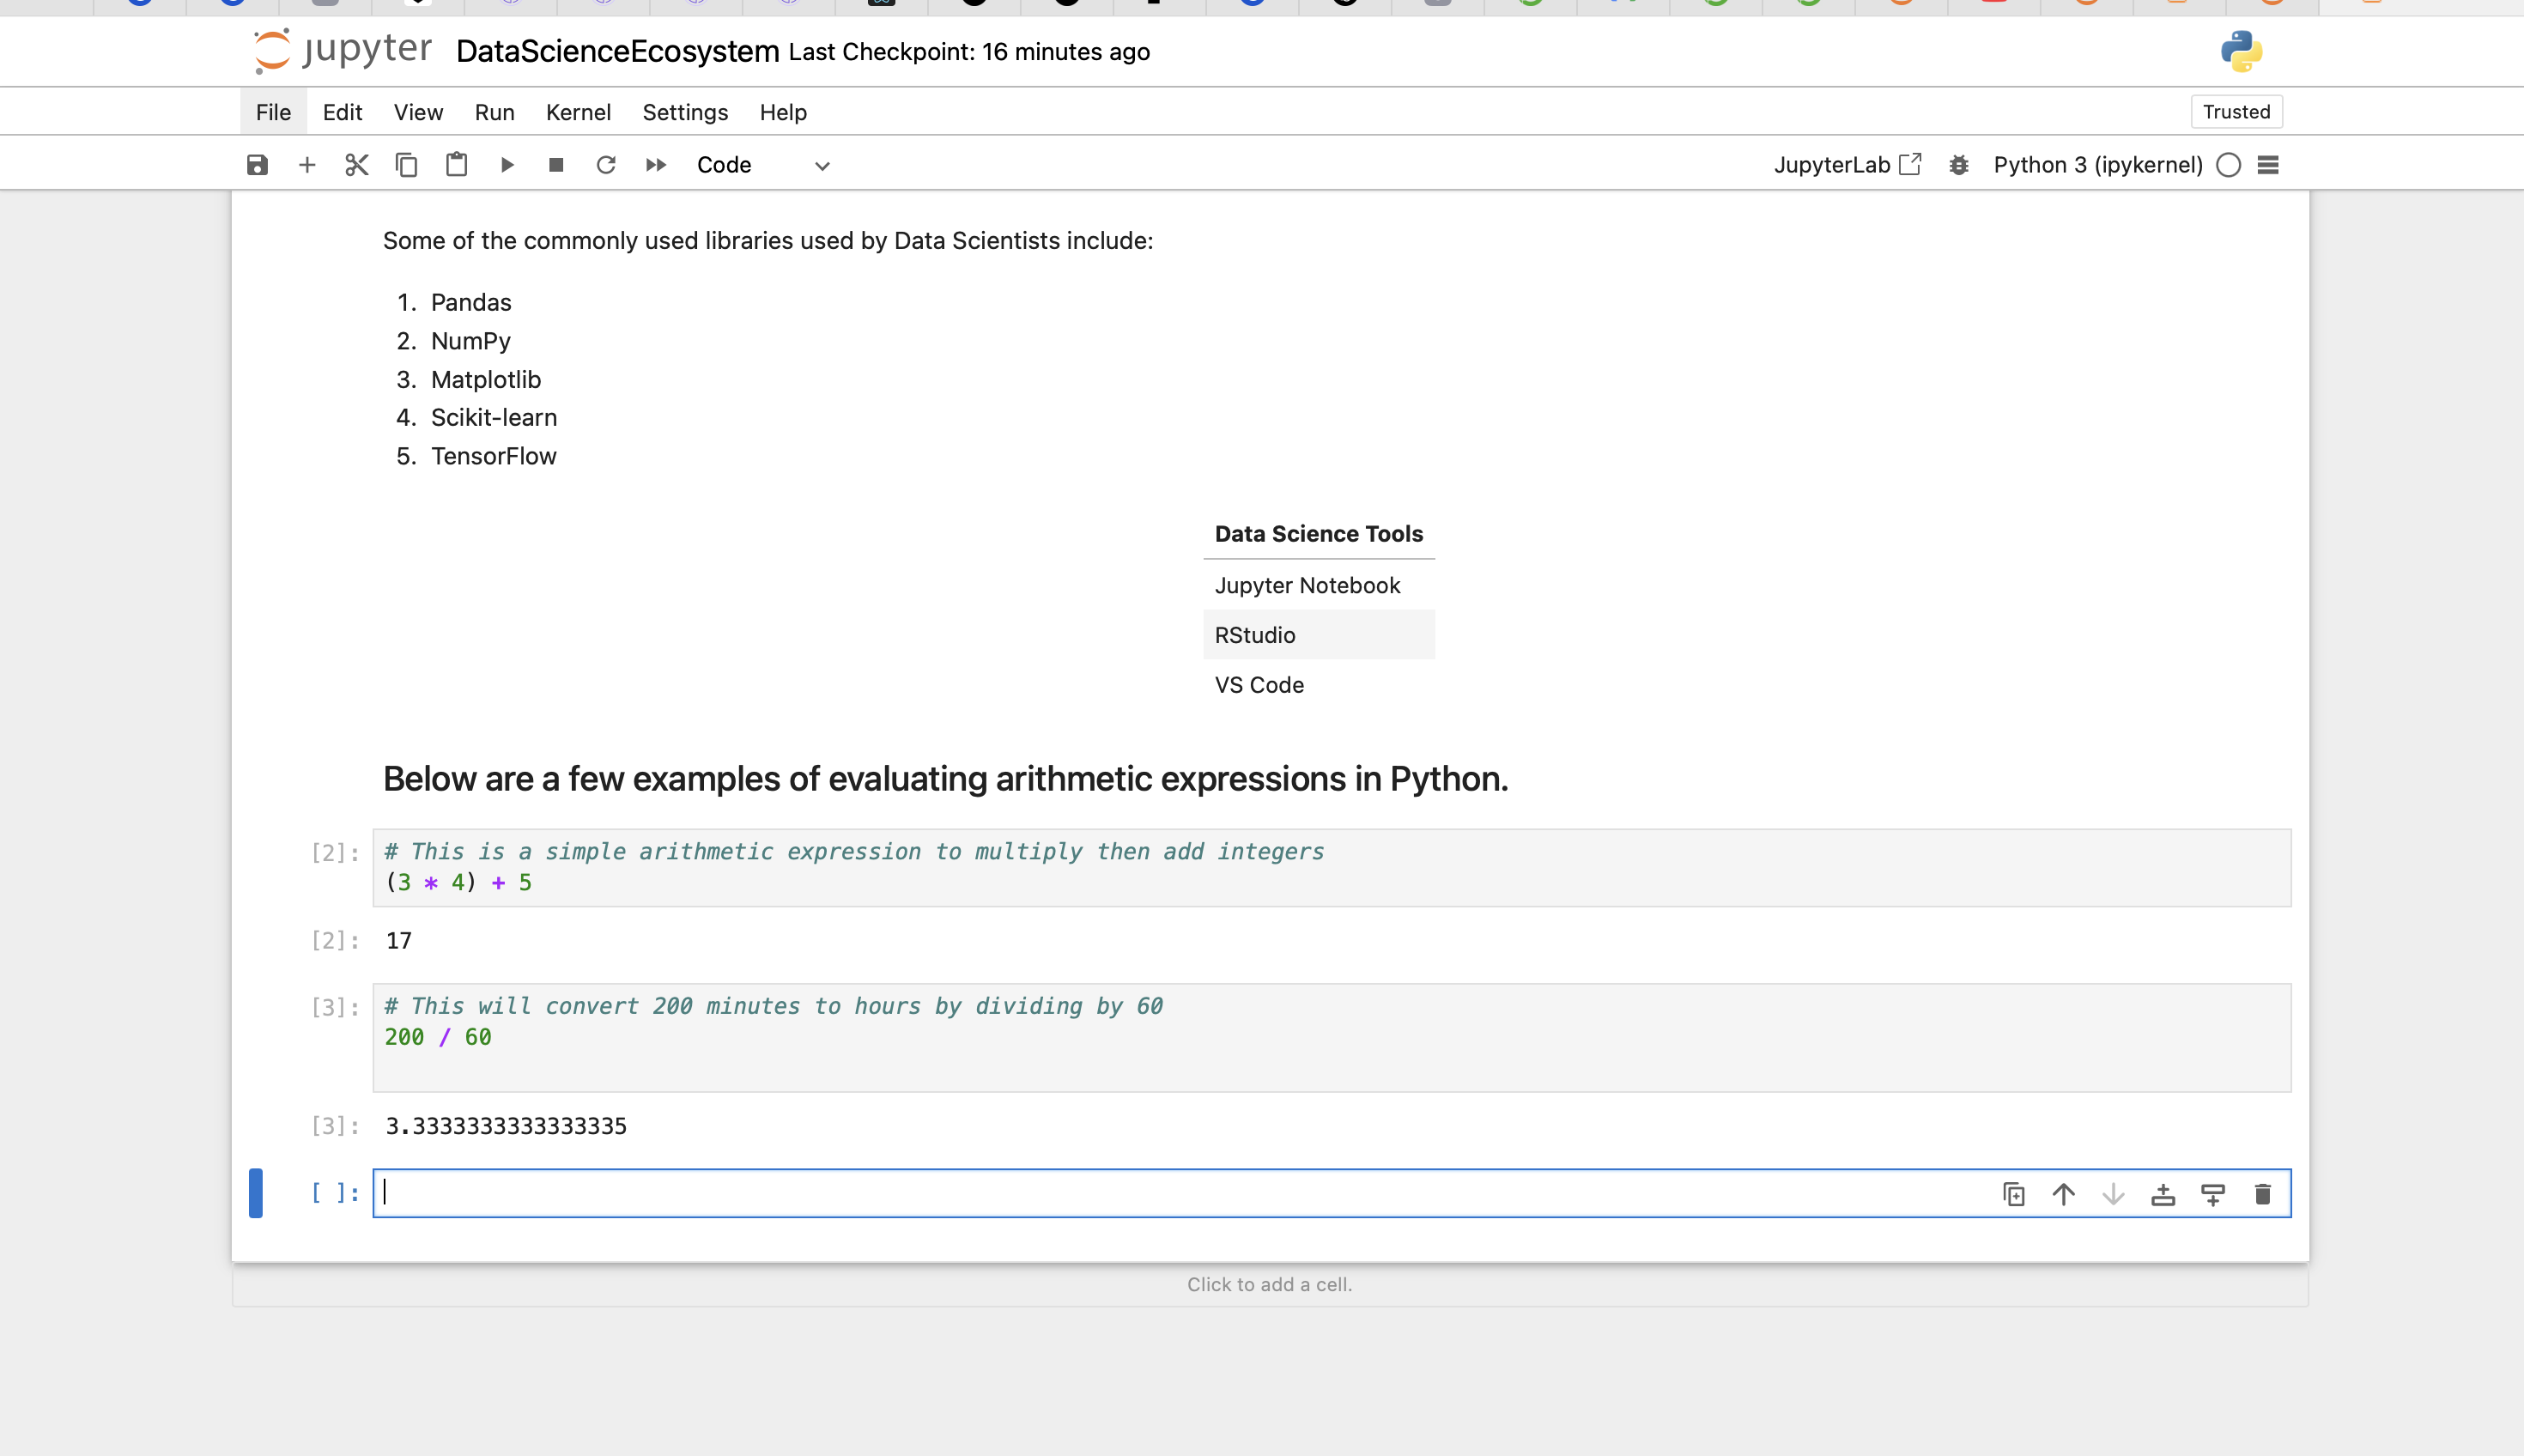 jupyter DataScienceEcosystem Last Checkpoint: 16 minutes ago
File Edit View Run Kernel Settings Help Trusted
Code JupyterLab Python 3 (ipykernel)
Some of the commonly used libraries used by Data Scientists include:
1. Pandas
2. NumPy
3. Matplotlib
4. Scikit-learn
5. TensorFlow
Data Science Tools
Jupyter Notebook
RStudio
VS Code
Below are a few examples of evaluating arithmetic expressions in Python.
[2]: # This is a simple arithmetic expression to multiply then add integers
(3 * 4) + 5
[2]: 17
[3]: # This will convert 200 minutes to hours by dividing by 60
200 / 60
[3]: 3.3333333333333335
[ ]:
Click to add a cell.